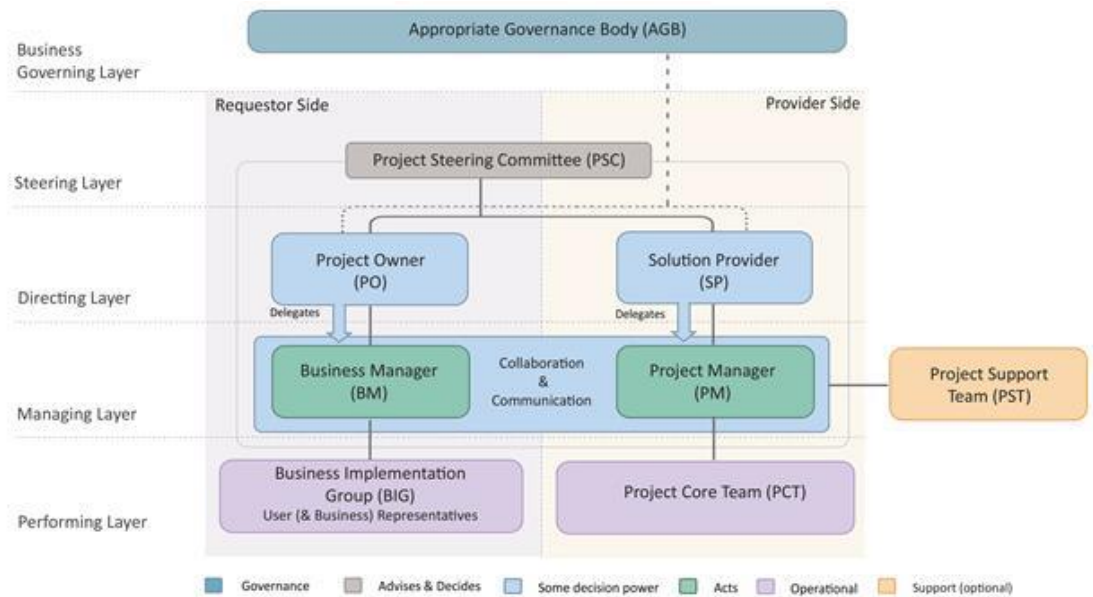 Appropriate Governance Body (AGB)
Business
Governing Layer
Requestor Side
Provider Side
Project Steering Committee (PSC)
Steering Layer
Project Owner
(PO)
Solution Provider
(SP)
Directing Layer
Delegates
Delegates
Business Manager
(BM)
Collaboration
&
Communication
Project Manager
(PM)
Project Support
Team (PST)
Managing Layer
Business Implementation
Group (BIG)
User (& Business) Representatives
Project Core Team (PCT)
Performing Layer
Governance
Advises & Decides
Some decision power
Acts
Operational
Support (optional)